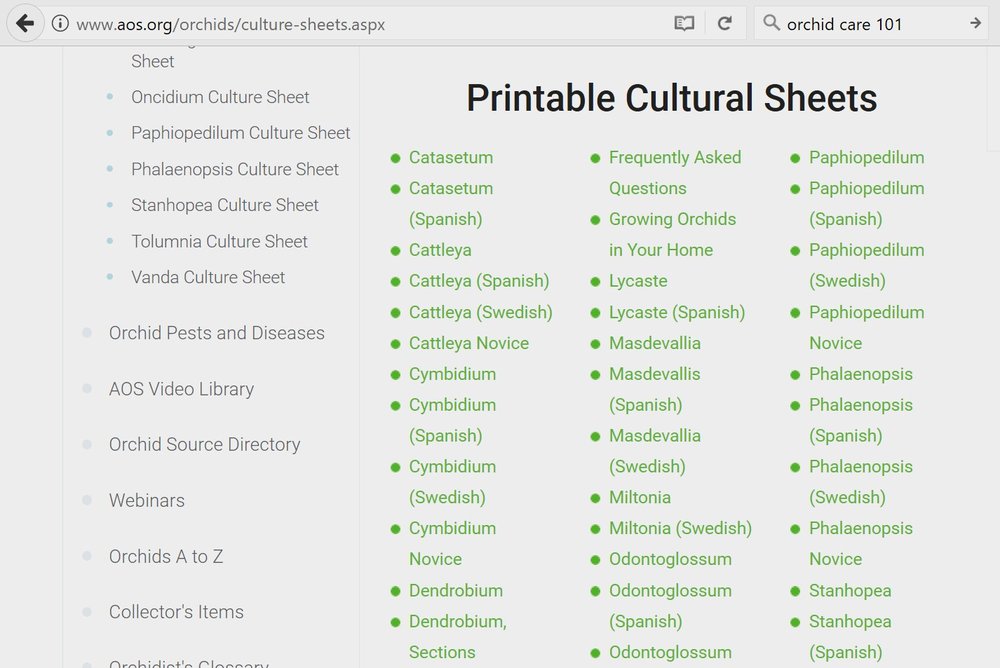 www.aos.org/orchids/culture-sheets.aspx
orchid care 101
Sheet
Oncidium Culture Sheet
Paphiopedilum Culture Sheet
Phalaenopsis Culture Sheet
Stanhopea Culture Sheet
Tolumnia Culture Sheet
Vanda Culture Sheet
Orchid Pests and Diseases
AOS Video Library
Orchid Source Directory
Webinars
Orchids A to Z
Collector's Items
Orchidist's Glossary
Printable Cultural Sheets
Catasetum
Catasetum
(Spanish)
Cattleya
Cattleya (Spanish)
Cattleya (Swedish)
Cattleya Novice
Cymbidium
Cymbidium
(Spanish)
Cymbidium
(Swedish)
Cymbidium
Novice
Dendrobium
Dendrobium,
Sections
Frequently Asked
Questions
Growing Orchids
in Your Home
Lycaste
Lycaste (Spanish)
Masdevallia
Masdevallis
(Spanish)
Masdevallia
(Swedish)
Miltonia
Miltonia (Swedish)
Odontoglossum
Odontoglossum
(Spanish)
Odontoglossum
Paphiopedilum
Paphiopedilum
(Spanish)
Paphiopedilum
(Swedish)
Paphiopedilum
Novice
Phalaenopsis
Phalaenopsis
(Spanish)
Phalaenopsis
(Swedish)
Phalaenopsis
Novice
Stanhopea
Stanhopea
(Spanish)